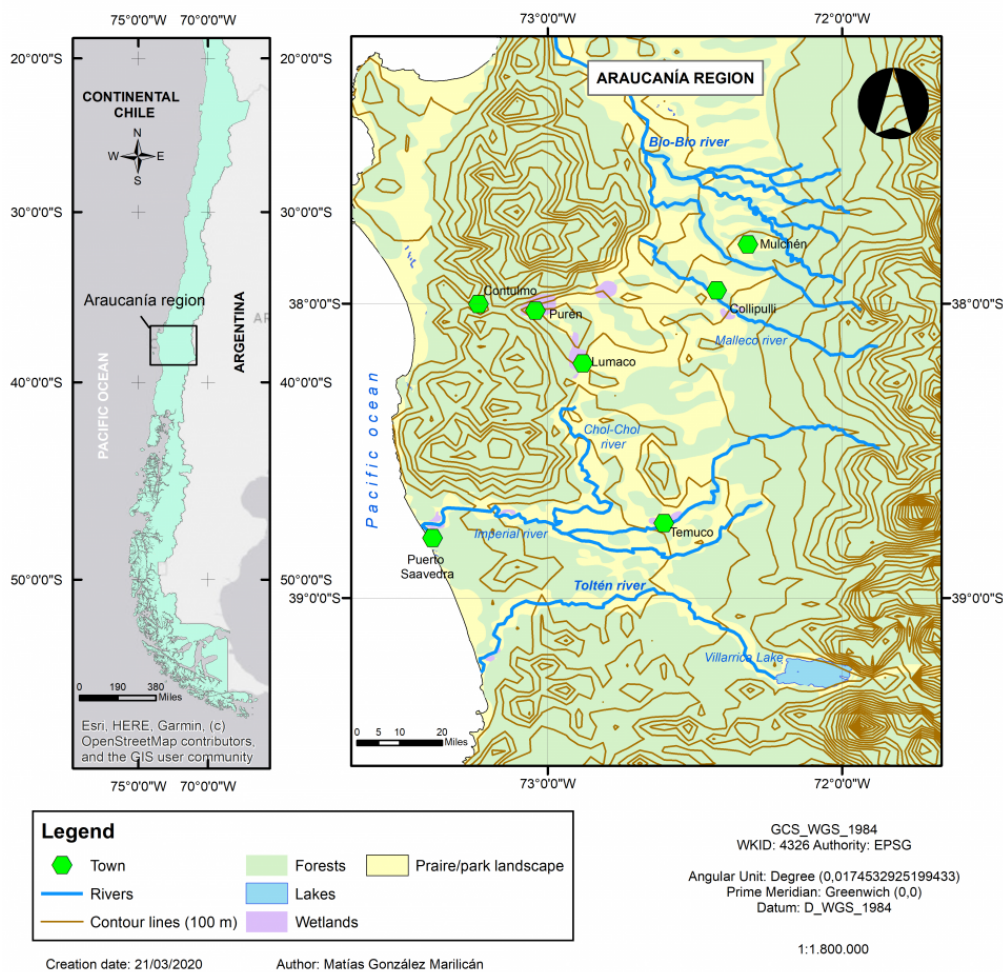 75°0'0"W 70°0'0"W
20°0'0"S
CONTINENTAL
CHILE
N
W E
S
30°0'0"S
Araucanía region
ARGENTINA
AR
PACIFIC OCEAN
40°0'0"S
50°0'0"S
0 190 380
Miles
Esri, HERE, Garmin, (c)
OpenStreetMap contributors,
and the GIS user community
75°0'0"W 70°0'0"W
73°0'0"W 72°0'0"W
20°0'0"S
ARAUCANÍA REGION
Bio-Bio river
30°0'0"S
Mulchén
Contulmo
38°0'0"S 38°0'0"S
Purén
Collipulli
Malleco river
Lumaco
40°0'0"S
Pacific ocean
Chol-Chol
river
Imperial river
Temuco
Puerto
Saavedra
50°0'0"S
Toltén river
39°0'0"S 39°0'0"S
Villarrica Lake
0 5 10 20
Miles
73°0'0"W 72°0'0"W
Legend
Town
Rivers
Contour lines (100 m)
Forests
Lakes
Wetlands
Praire/park landscape
GCS_WGS_1984
WKID: 4326 Authority: EPSG
Angular Unit: Degree (0,0174532925199433)
Prime Meridian: Greenwich (0,0)
Datum: D_WGS_1984
1:1.800.000
Creation date: 21/03/2020 Author: Matías González Marilicán